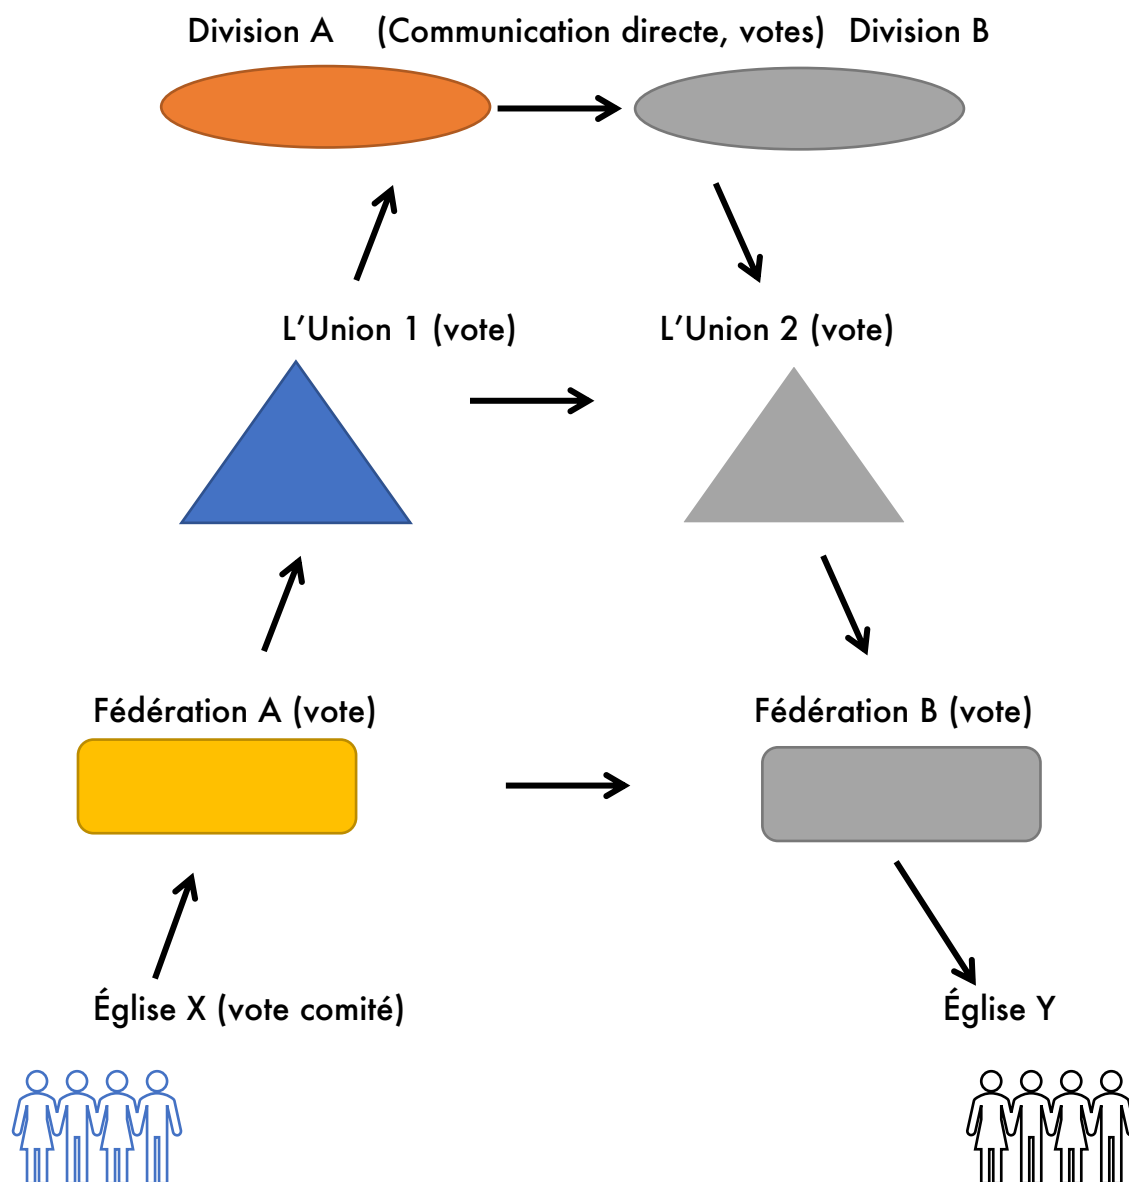 Division A (Communication directe, votes) Division B
L’Union 1 (vote) L’Union 2 (vote)
Fédération A (vote) Fédération B (vote)
Église X (vote comité) Église Y